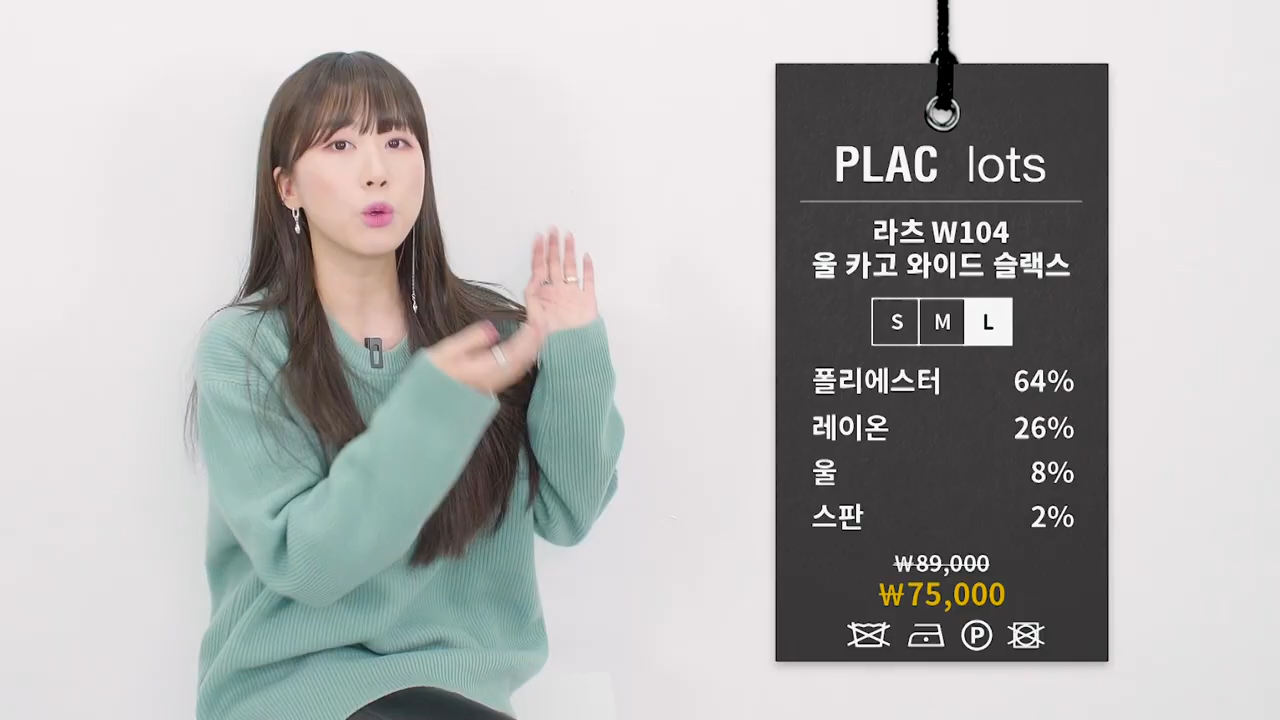 PLAC lots
라츠 W104
울 카고 와이드 슬랙스
S M L
폴리에스터 64%
레이온 26%
울 8%
스판 2%
₩89,000
₩75,000
P